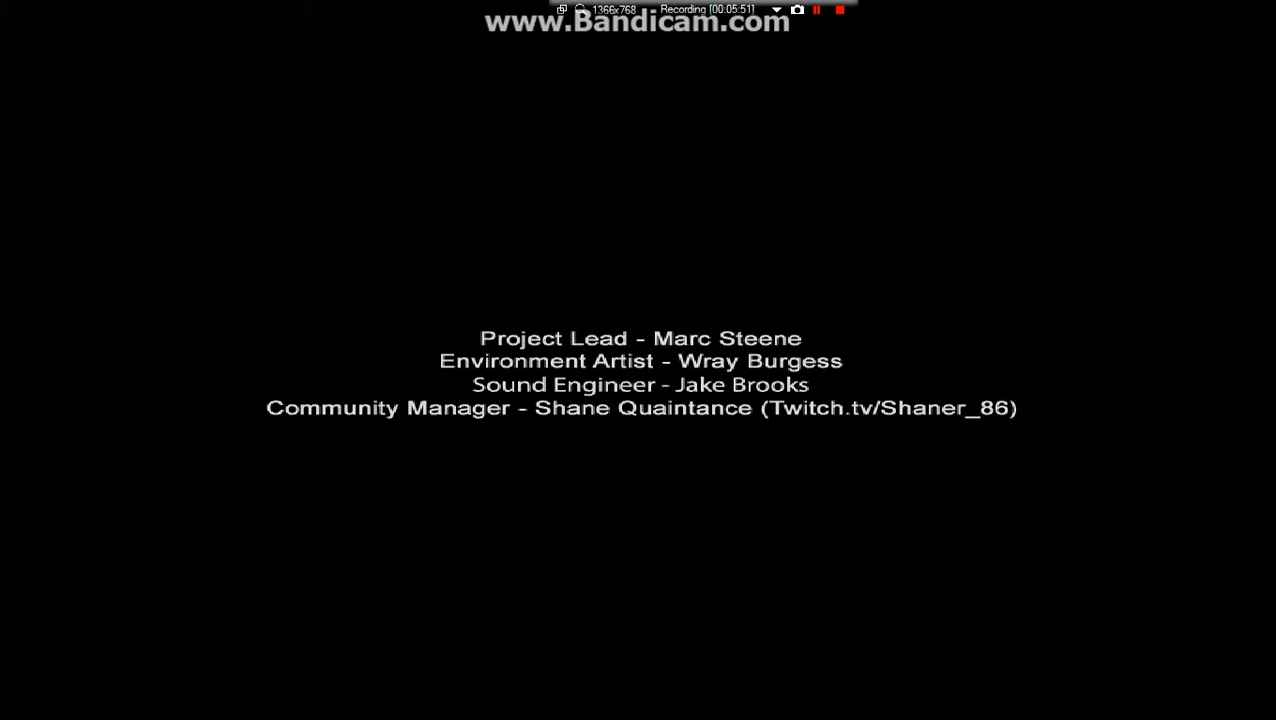 1366x768 Recording [00:05:51]
www.Bandicam.com
Project Lead - Marc Steene
Environment Artist - Wray Burgess
Sound Engineer - Jake Brooks
Community Manager - Shane Quaintance (Twitch.tv/Shaner_86)